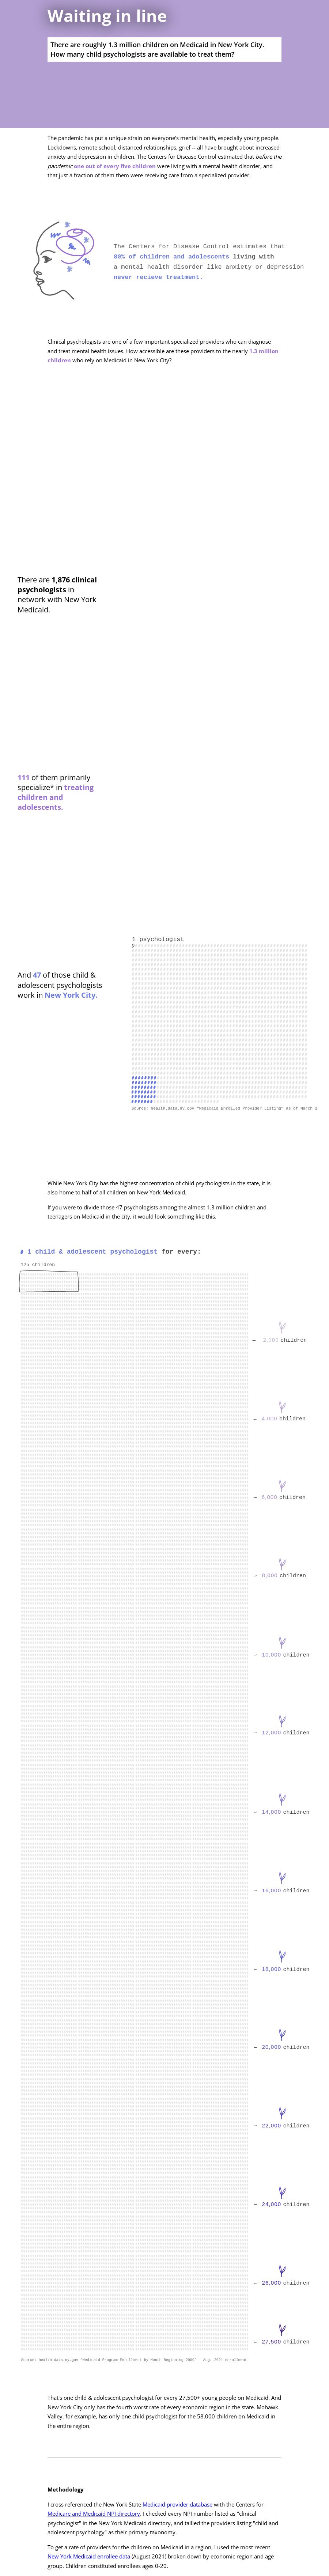 Waiting in line
There are roughly 1.3 million children on Medicaid in New York City.
How many child psychologists are available to treat them?
The pandemic has put a unique strain on everyone's mental health, especially young people.
Lockdowns, remote school, distanced relationships, grief -- all have brought about increased
anxiety and depression in children. The Centers for Disease Control estimated that before the
pandemic one out of every five children were living with a mental health disorder, and
that just a fraction of them them were receiving care from a specialized provider.
The Centers for Disease Control estimates that
80% of children and adolescents living with
a mental health disorder like anxiety or depression
never recieve treatment.
Clinical psychologists are one of a few important specialized providers who can diagnose
and treat mental health issues. How accessible are these providers to the nearly 1.3 million
children who rely on Medicaid in New York City?
There are 1,876 clinical
psychologists in
network with New York
Medicaid.
111 of them primarily
specialize* in treating
children and
adolescents.
And 47 of those child &
adolescent psychologists
work in New York City.
1 psychologist
Source: health.data.ny.gov "Medicaid Enrolled Provider Listing" as of March 2
While New York City has the highest concentration of child psychologists in the state, it is
also home to half of all children on New York Medicaid.
If you were to divide those 47 psychologists among the almost 1.3 million children and
teenagers on Medicaid in the city, it would look something like this.
# 1 child & adolescent psychologist for every:
125 children
— 2,000 children
— 4,000 children
— 6,000 children
— 8,000 children
— 10,000 children
— 12,000 children
— 14,000 children
— 16,000 children
— 18,000 children
— 20,000 children
— 22,000 children
— 24,000 children
— 26,000 children
— 27,500 children
Source: health.data.ny.gov "Medicaid Program Enrollment by Month Beginning 2009" - Aug. 2021 enrollment
That's one child & adolescent psychologist for every 27,500+ young people on Medicaid. And
New York City only has the fourth worst rate of every economic region in the state. Mohawk
Valley, for example, has only one child psychologist for the 58,000 children on Medicaid in
the entire region.
Methodology
I cross referenced the New York State Medicaid provider database with the Centers for
Medicare and Medicaid NPI directory. I checked every NPI number listed as "clinical
psychologist" in the New York Medicaid directory, and tallied the providers listing "child and
adolescent psychology" as their primary taxonomy.
To get a rate of providers for the children on Medicaid in a region, I used the most recent
New York Medicaid enrollee data (August 2021) broken down by economic region and age
group. Children constituted enrollees ages 0-20.